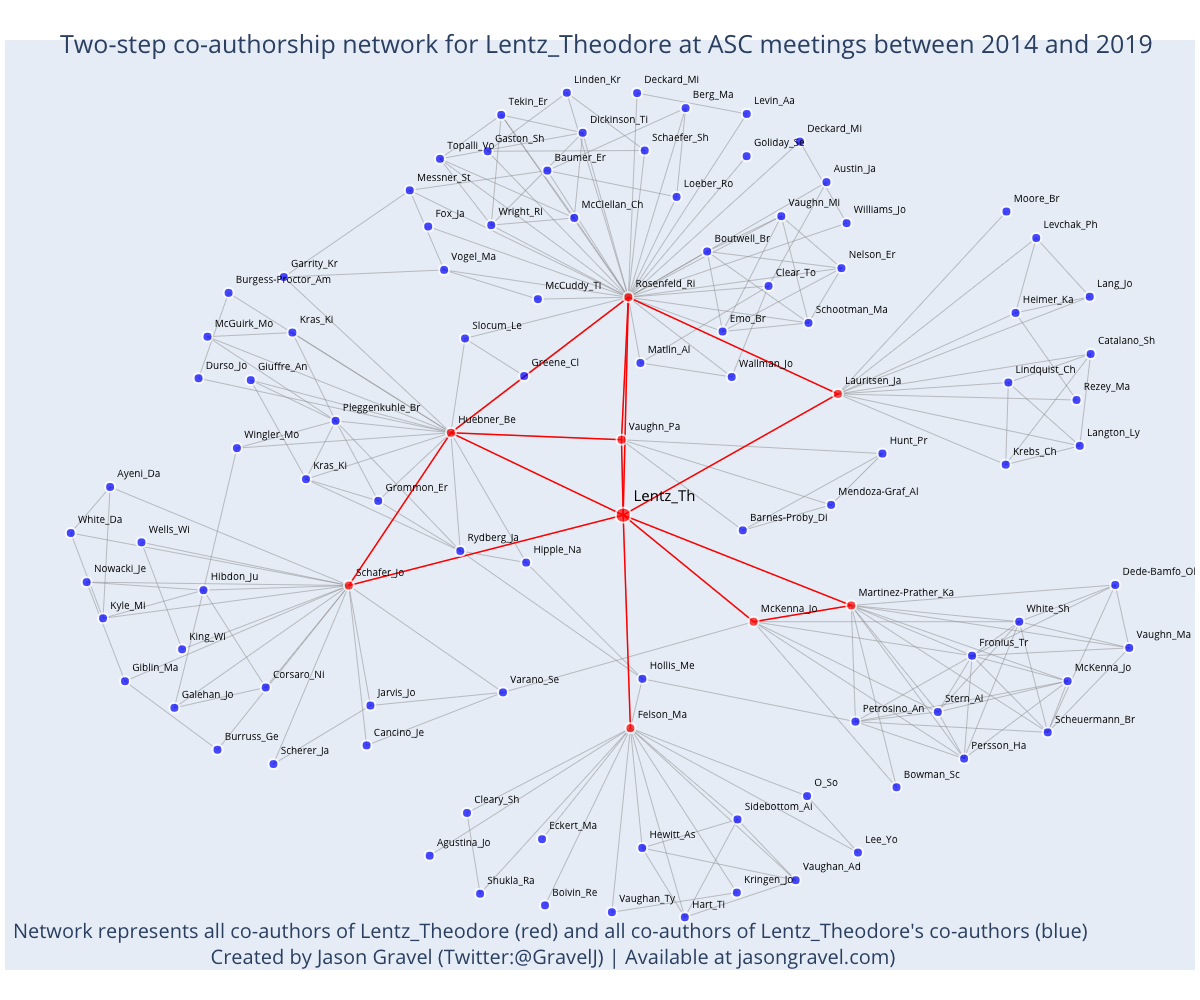 Two-step co-authorship network for Lentz_Theodore at ASC meetings between 2014 and 2019
Linden_Kr
Deckard_Mi
Tekin_Er
Berg_Ma
Levin_Aa
Dickinson_Ti
Gaston_Sh
Topalli_Vo
Schaefer_Sh
Deckard_Mi
Goliday_Se
Baumer_Er
Messner_St
Loeber_Ro
Austin_Ja
McClellan_Ch
Wright_Ri
Fox_Ja
Vaughn_Mi
Williams_Jo
Moore_Br
Levchak_Ph
Boutwell_Br
Vogel_Ma
Nelson_Er
Garrity_Kr
Clear_To
Burgess-Proctor_Am
McCuddy_Ti
Rosenfeld_Ri
Lang_Jo
Heimer_Ka
Schootman_Ma
Emo_Br
Kras_Ki
McGuirk_Mo
Slocum_Le
Catalano_Sh
Matlin_Al
Wallman_Jo
Greene_Cl
Durso_Jo
Giuffre_An
Lauritsen_Ja
Lindquist_Ch
Rezey_Ma
Pleggenkuhle_Br
Huebner_Be
Vaughn_Pa
Wingler_Mo
Hunt_Pr
Langton_Ly
Krebs_Ch
Kras_Ki
Ayeni_Da
Grommon_Er
Lentz_Th
Mendoza-Graf_Al
Barnes-Proby_Di
White_Da
Wells_Wi
Rydberg_Ja
Hipple_Na
Nowacki_Je
Hibdon_Ju
Schafer_Jo
Dede-Bamfo_Ol
Martinez-Prather_Ka
Kyle_Mi
McKenna_Jo
White_Sh
King_Wi
Vaughn_Ma
Fronius_Tr
Giblin_Ma
Corsaro_Ni
Hollis_Me
McKenna_Jo
Varano_Se
Galehan_Jo
Jarvis_Jo
Stern_Al
Petrosino_An
Felson_Ma
Scheuermann_Br
Burruss_Ge
Cancino_Je
Scherer_Ja
Persson_Ha
Bowman_Sc
O_So
Cleary_Sh
Sidebottom_Al
Eckert_Ma
Hewitt_As
Lee_Yo
Agustina_Jo
Vaughan_Ad
Shukla_Ra
Kringen_Jo
Boivin_Re
Vaughan_Ty
Hart_Ti
Network represents all co-authors of Lentz_Theodore (red) and all co-authors of Lentz_Theodore's co-authors (blue)
Created by Jason Gravel (Twitter:@GravelJ) | Available at jasongravel.com)